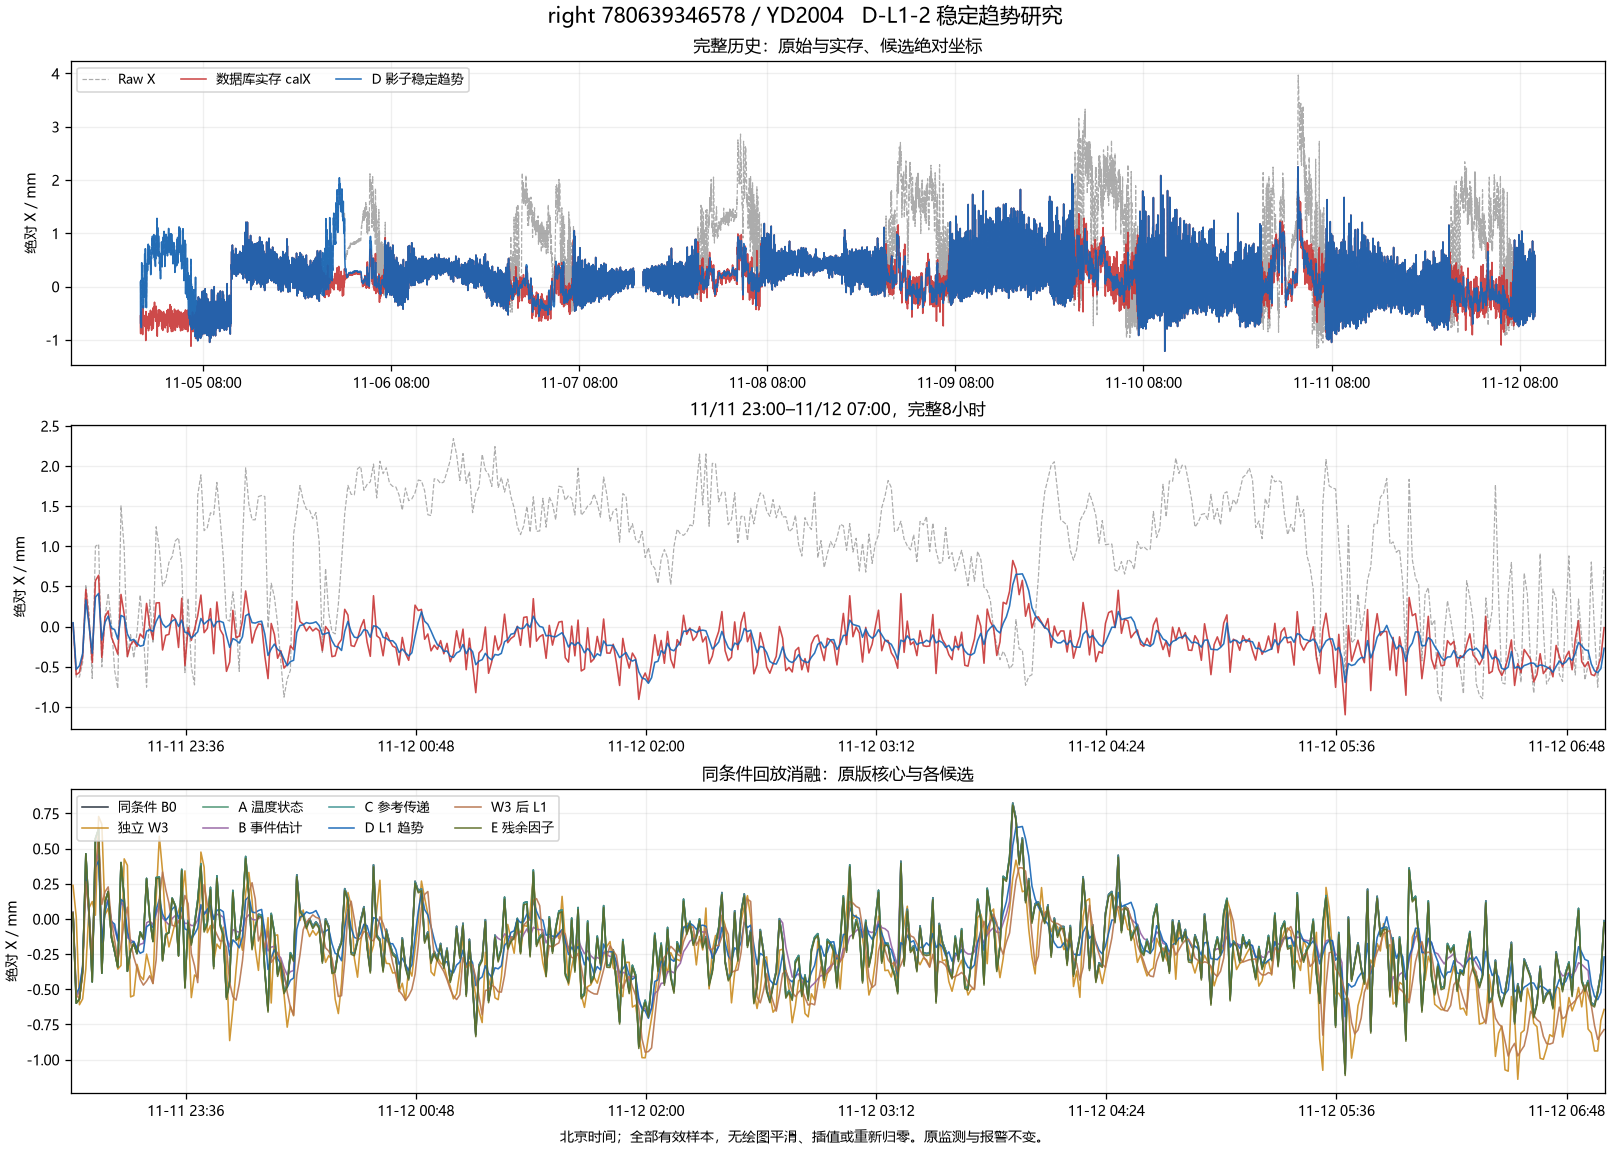 right 780639346578 / YD2004   D-L1-2 稳定趋势研究
完整历史：原始与实存、候选绝对坐标
Raw X   数据库实存 calX   D 影子稳定趋势
绝对 X / mm
4
3
2
1
0
-1
11-05 08:00   11-06 08:00   11-07 08:00   11-08 08:00   11-09 08:00   11-10 08:00   11-11 08:00   11-12 08:00
11/11 23:00–11/12 07:00，完整8小时
绝对 X / mm
2.5
2.0
1.5
1.0
0.5
0.0
-0.5
-1.0
11-11 23:36   11-12 00:48   11-12 02:00   11-12 03:12   11-12 04:24   11-12 05:36   11-12 06:48
同条件回放消融：原版核心与各候选
同条件 B0   A 温度状态   C 参考传递   W3 后 L1
独立 W3   B 事件估计   D L1 趋势   E 残余因子
绝对 X / mm
0.75
0.50
0.25
0.00
-0.25
-0.50
-0.75
-1.00
11-11 23:36   11-12 00:48   11-12 02:00   11-12 03:12   11-12 04:24   11-12 05:36   11-12 06:48
北京时间；全部有效样本，无绘图平滑、插值或重新归零。原监测与报警不变。